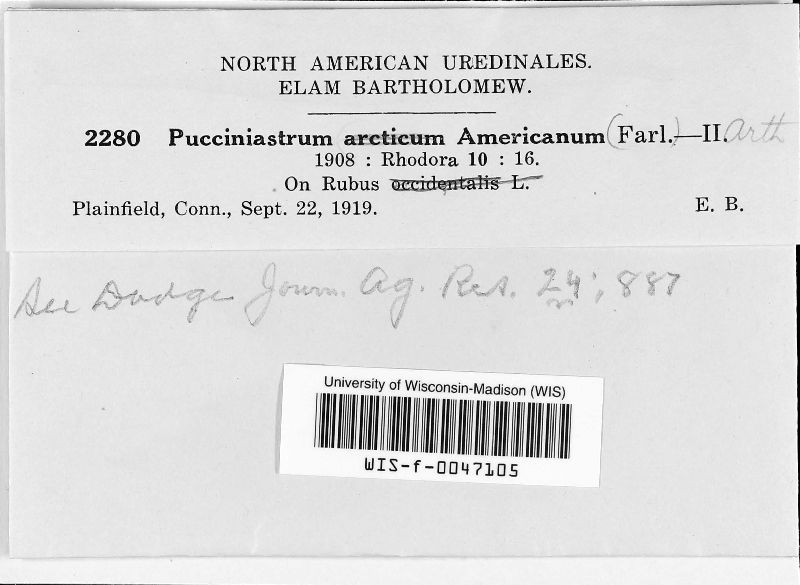 NORTH AMERICAN UREDINALES.
ELAM BARTHOLOMEW.
2280 Pucciniastrum arcticum Americanum (Farl.)—II. Arth
1908 : Rhodora 10 : 16.
On Rubus occidentalis L.
Plainfield, Conn., Sept. 22, 1919. E. B.
See Dodge Journ. Ag. Res. 24; 887
University of Wisconsin-Madison (WIS)
WIS-f-0047105